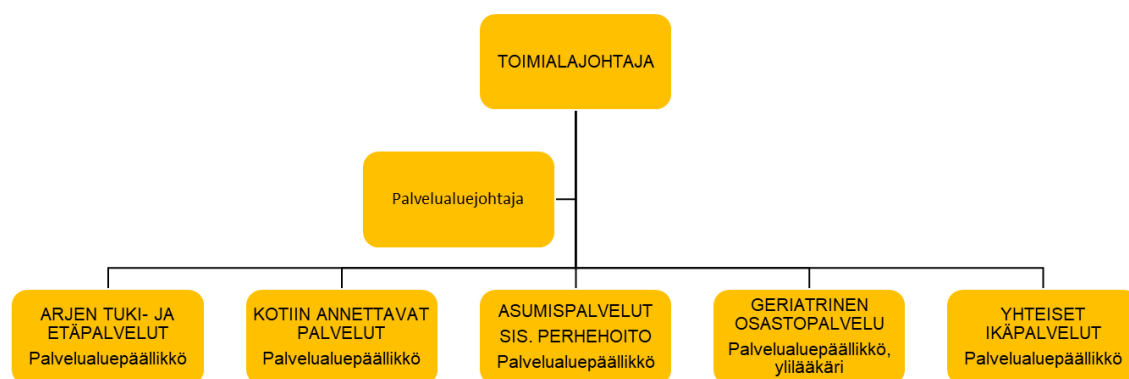 TOIMIALAJOHTAJA
Palvelualuejohtaja
ARJEN TUKI- JA
ETÄPALVELUT
Palvelualuepäällikkö
KOTIIN ANNETTAVAT
PALVELUT
Palvelualuepäällikkö
ASUMISPALVELUT
SIS. PERHEHOITO
Palvelualuepäällikkö
GERIATRINEN
OSASTOPALVELU
Palvelualuepäällikkö,
ylilääkäri
YHTEISET
IKÄPALVELUT
Palvelualuepäällikkö